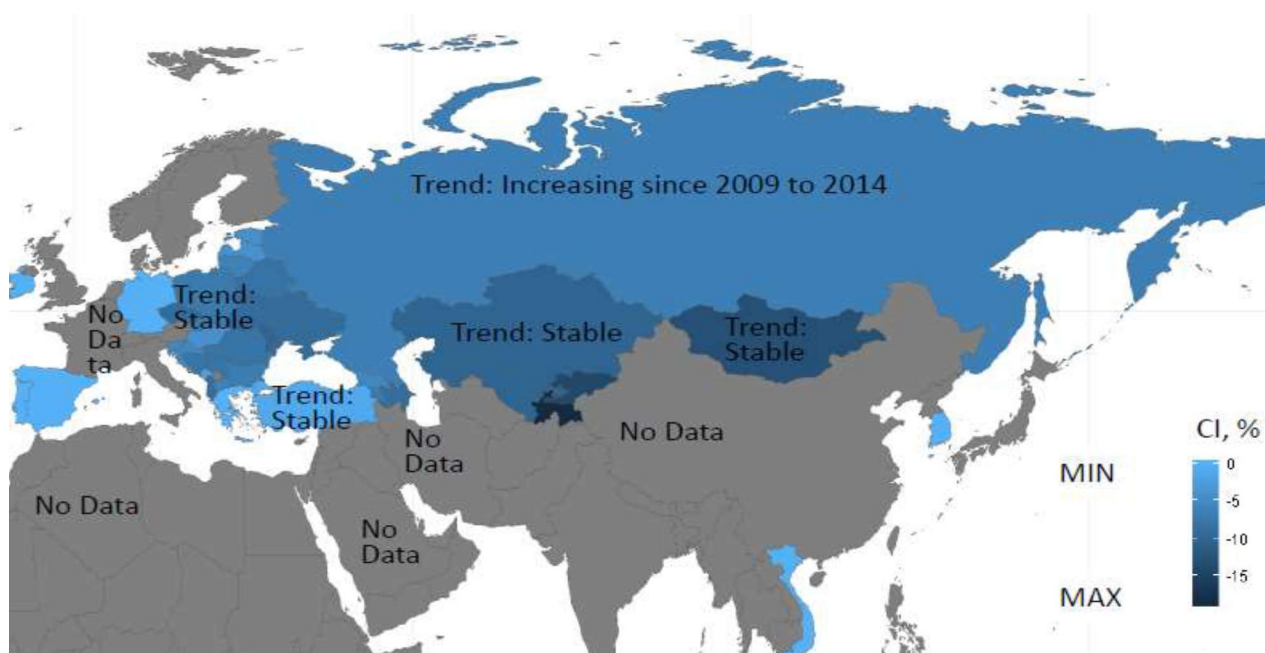 Trend: Increasing since 2009 to 2014
No
Da
ta
Trend:
Stable
Trend: Stable
Trend:
Stable
Trend:
Stable
No Data
No
Data
No Data
No
Data
CI, %
MIN
MAX
0
-5
-10
-15